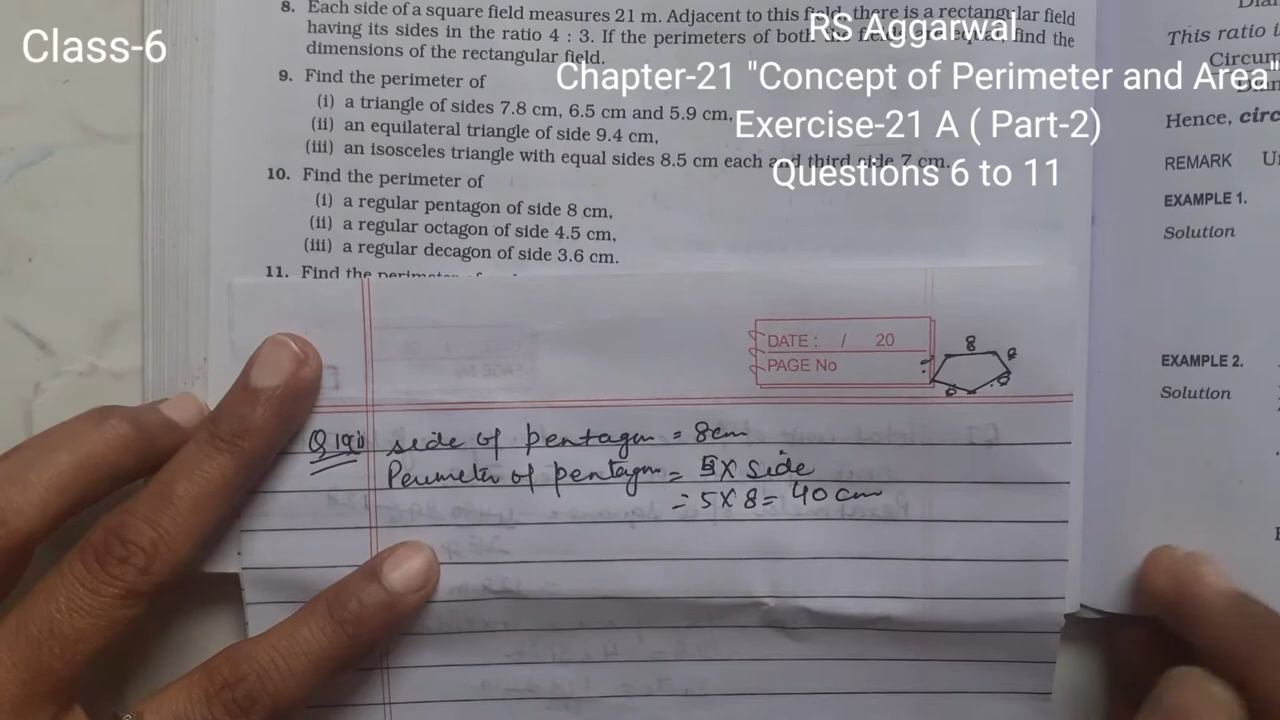 Class-6
RS Aggarwal
Chapter-21 "Concept of Perimeter and Area"
Exercise-21 A ( Part-2)
Questions 6 to 11
8. Each side of a square field measures 21 m. Adjacent to this field, there is a rectangular field
having its sides in the ratio 4 : 3. If the perimeters of both the fields are equal, find the
dimensions of the rectangular field.
9. Find the perimeter of
(i) a triangle of sides 7.8 cm, 6.5 cm and 5.9 cm,
(ii) an equilateral triangle of side 9.4 cm,
(iii) an isosceles triangle with equal sides 8.5 cm each and third side 7 cm.
10. Find the perimeter of
(i) a regular pentagon of side 8 cm,
(ii) a regular octagon of side 4.5 cm,
(iii) a regular decagon of side 3.6 cm.
11. Find the perimeter of
DATE : / 20
PAGE No
8
8
side of pentagon = 8cm
Perimeter of pentagon = 5 X side
= 5 X 8 = 40 cm
This ratio
Hence,
REMARK
EXAMPLE 1.
Solution
EXAMPLE 2.
Solution